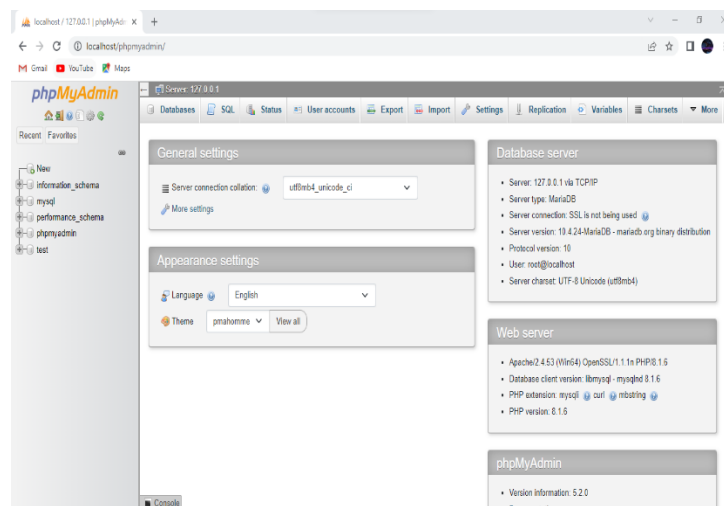 localhost / 127.0.0.1 | phpMyAdm
localhost/phpmyadmin/
Gmail YouTube Maps
phpMyAdmin
Recent Favorites
New
information_schema
mysql
performance_schema
phpmyadmin
test
Server: 127.0.0.1
Databases SQL Status User accounts Export Import Settings Replication Variables Charsets More
General settings
Server connection collation: utf8mb4_unicode_ci
More settings
Appearance settings
Language English
Theme pmahomme View all
Database server
Server: 127.0.0.1 via TCP/IP
Server type: MariaDB
Server connection: SSL is not being used
Server version: 10.4.24-MariaDB - mariadb.org binary distribution
Protocol version: 10
User: root@localhost
Server charset: UTF-8 Unicode (utf8mb4)
Web server
Apache/2.4.53 (Win64) OpenSSL/1.1.1n PHP/8.1.6
Database client version: libmysql - mysqlnd 8.1.6
PHP extension: mysqli curl mbstring
PHP version: 8.1.6
phpMyAdmin
Version information: 5.2.0
Console